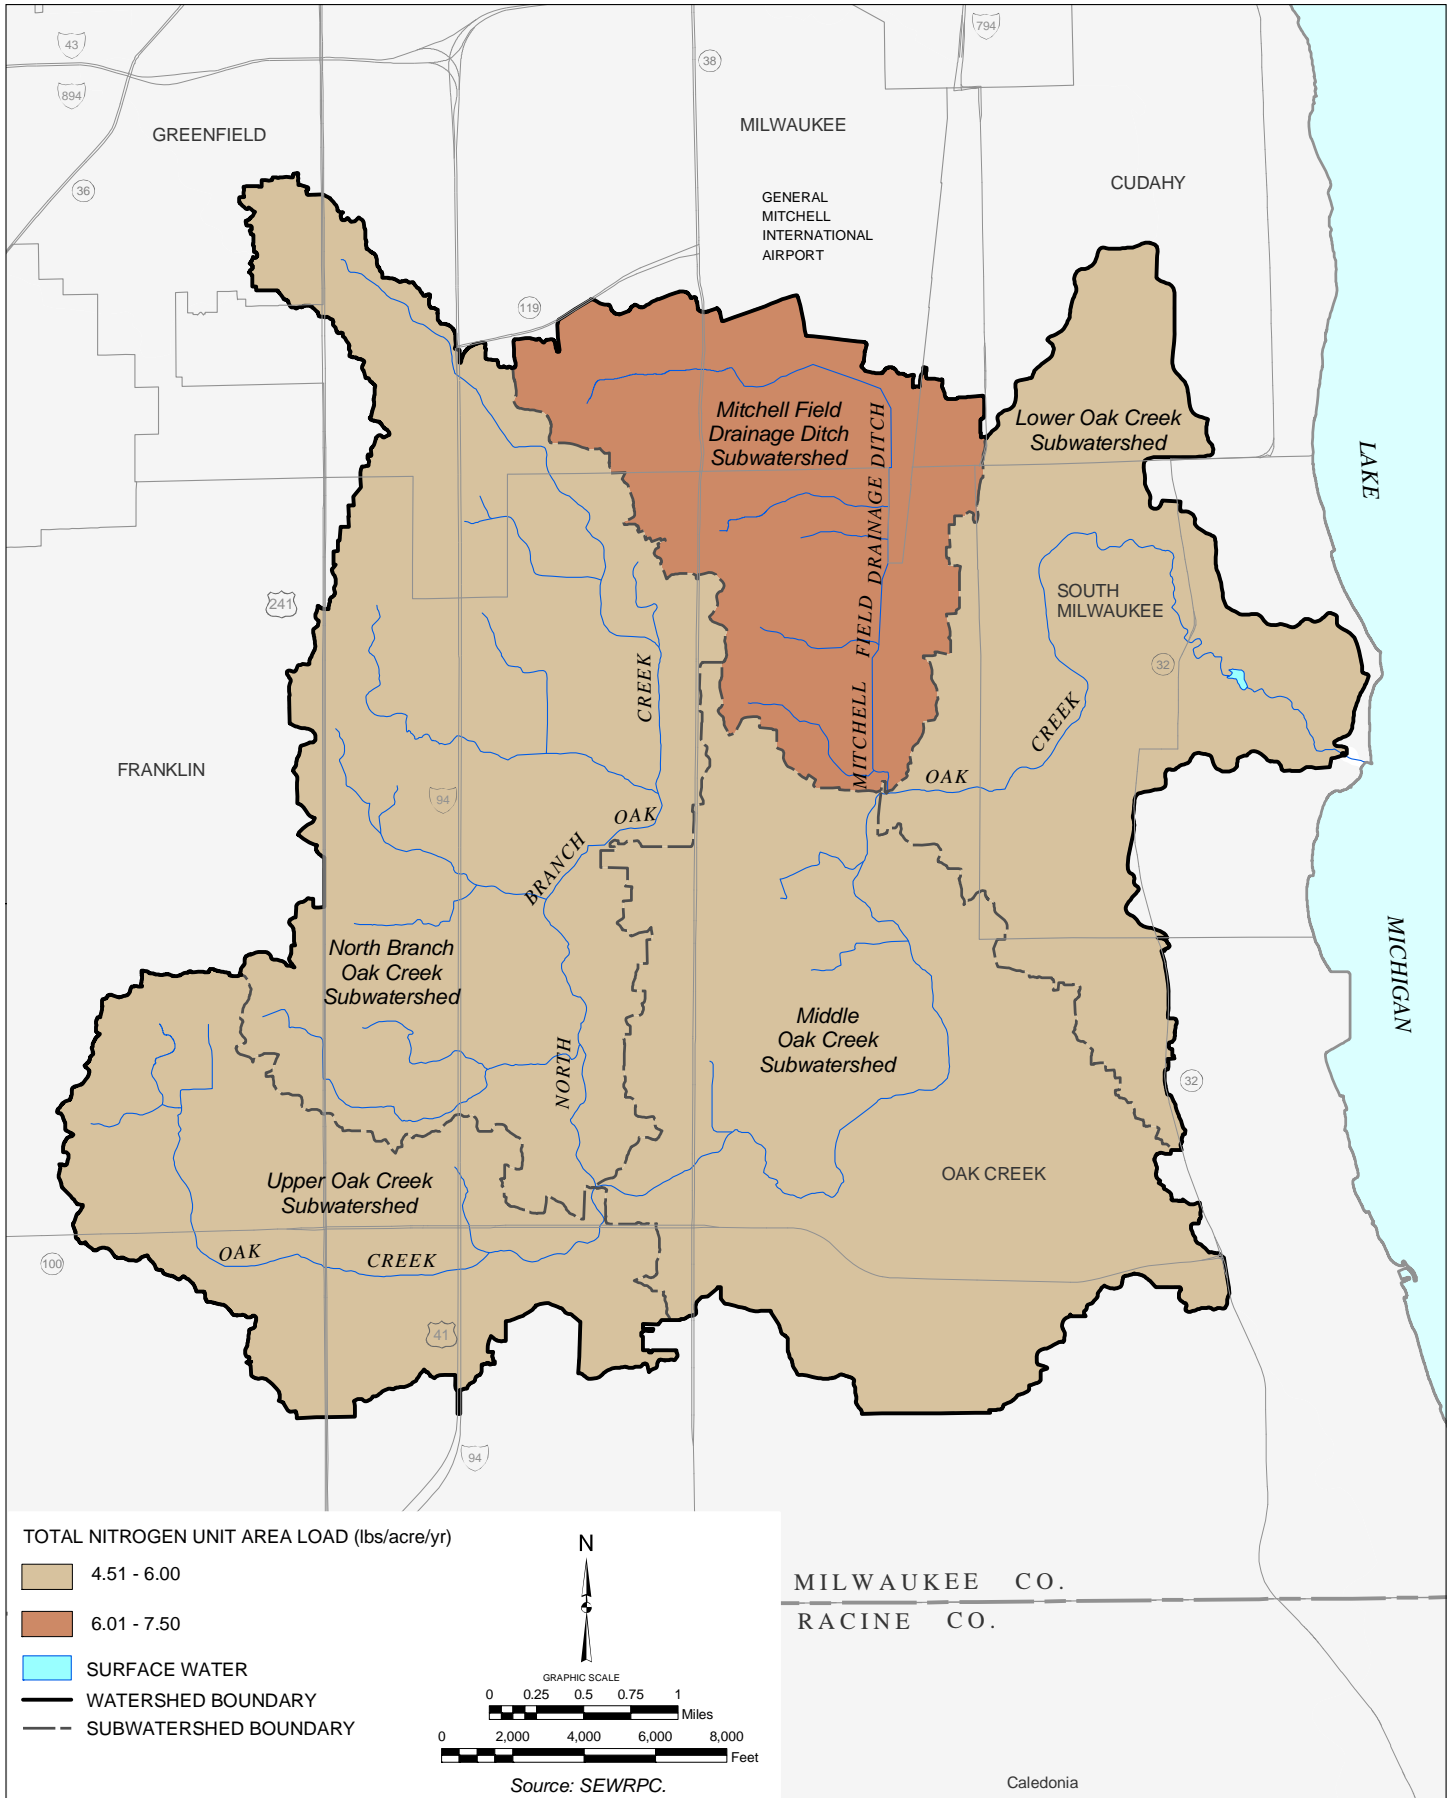 43
894
GREENFIELD
36
38
794
MILWAUKEE
CUDAHY
GENERAL
MITCHELL
INTERNATIONAL
AIRPORT
119
Mitchell Field
Drainage Ditch
Subwatershed
Lower Oak Creek
Subwatershed
LAKE
MITCHELL FIELD DRAINAGE DITCH
241
SOUTH
MILWAUKEE
32
CREEK
CREEK
FRANKLIN
94
OAK
OAK
BRANCH
North Branch
Oak Creek
Subwatershed
MICHIGAN
Middle
Oak Creek
Subwatershed
NORTH
32
Upper Oak Creek
Subwatershed
OAK CREEK
OAK CREEK
100
41
94
TOTAL NITROGEN UNIT AREA LOAD (lbs/acre/yr)
4.51 - 6.00
6.01 - 7.50
SURFACE WATER
WATERSHED BOUNDARY
SUBWATERSHED BOUNDARY
N
GRAPHIC SCALE
0 0.25 0.5 0.75 1
Miles
0 2,000 4,000 6,000 8,000
Feet
Source: SEWRPC.
MILWAUKEE CO.
RACINE CO.
Caledonia